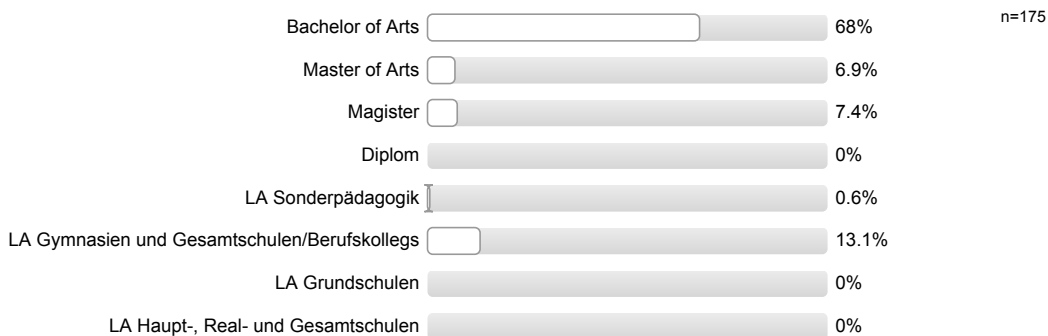 Bachelor of Arts 68% n=175
Master of Arts 6.9%
Magister 7.4%
Diplom 0%
LA Sonderpädagogik 0.6%
LA Gymnasien und Gesamtschulen/Berufskollegs 13.1%
LA Grundschulen 0%
LA Haupt-, Real- und Gesamtschulen 0%